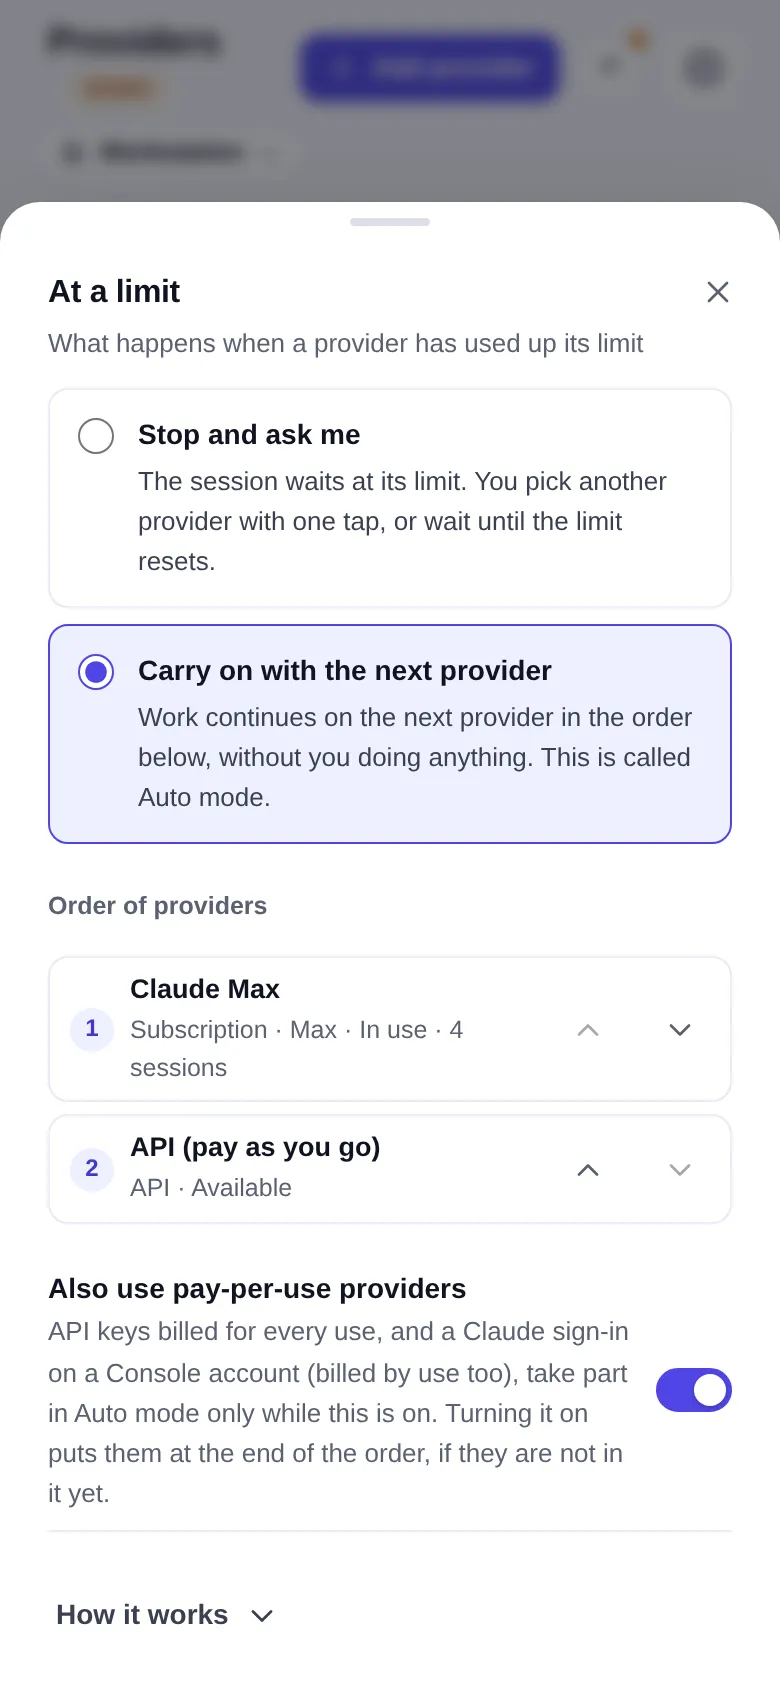 Providers
Add provider
At a limit
What happens when a provider has used up its limit
Stop and ask me
The session waits at its limit. You pick another
provider with one tap, or wait until the limit
resets.
Carry on with the next provider
Work continues on the next provider in the order
below, without you doing anything. This is called
Auto mode.
Order of providers
1
Claude Max
Subscription · Max · In use · 4
sessions
2
API (pay as you go)
API · Available
Also use pay-per-use providers
API keys billed for every use, and a Claude sign-in
on a Console account (billed by use too), take part
in Auto mode only while this is on. Turning it on
puts them at the end of the order, if they are not in
it yet.
How it works